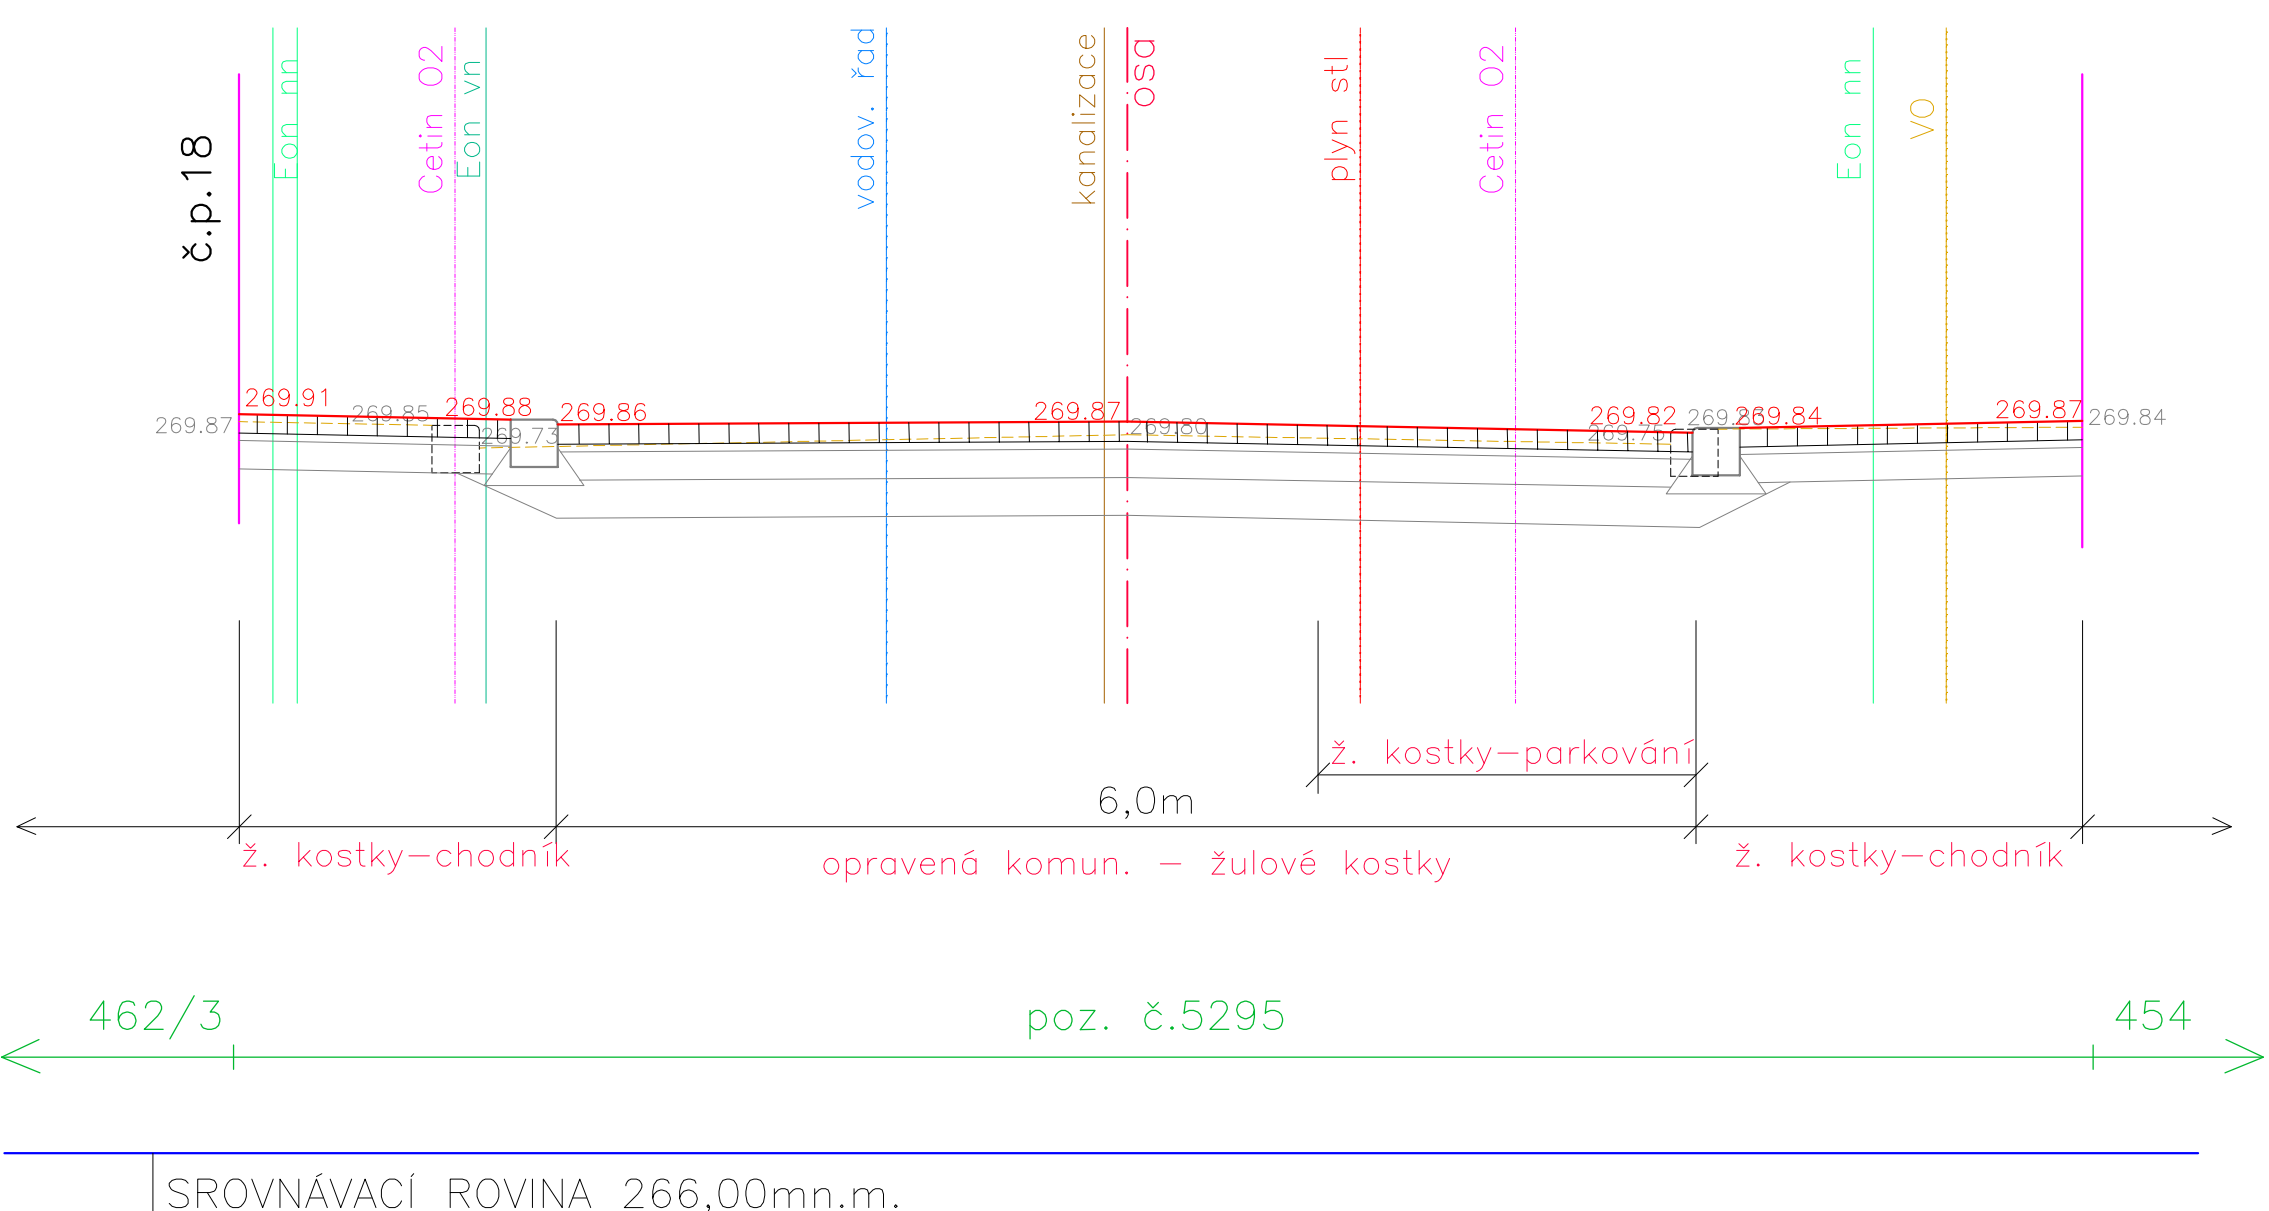 č.p.18
Eon nn
Cetin O2
Eon vn
vodov. řad
kanalizace
osa
plyn stl
Cetin O2
Eon nn
VO
269.87
269.91
269.85
269.88
269.73
269.86
269.87
269.80
269.82
269.75
269.84
269.87
269.84
ž. kostky-parkování
6,0m
ž. kostky-chodník
opravená komun. - žulové kostky
ž. kostky-chodník
462/3
poz. č.5295
454
SROVNÁVACÍ ROVINA 266,00mn.m.